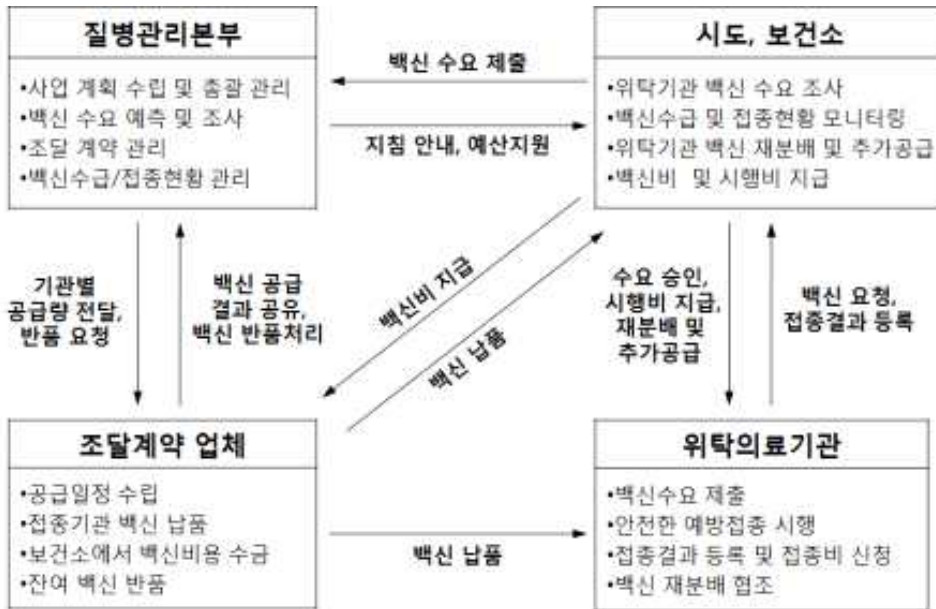 질병관리본부
•사업 계획 수립 및 총괄 관리
•백신 수요 예측 및 조사
•조달 계약 관리
•백신수급/접종현황 관리
백신 수요 제출
지침 안내, 예산지원
시도, 보건소
•위탁기관 백신 수요 조사
•백신수급 및 접종현황 모니터링
•위탁기관 백신 재분배 및 추가공급
•백신비 및 시행비 지급
기관별
공급량 전달,
반품 요청
백신 공급
결과 공유,
백신 반품처리
백신비 지급
백신 납품
수요 승인,
시행비 지급,
재분배 및
추가공급
백신 요청,
접종결과 등록
조달계약 업체
•공급일정 수립
•접종기관 백신 납품
•보건소에서 백신비용 수금
•잔여 백신 반품
백신 납품
위탁의료기관
•백신수요 제출
•안전한 예방접종 시행
•접종결과 등록 및 접종비 신청
•백신 재분배 협조